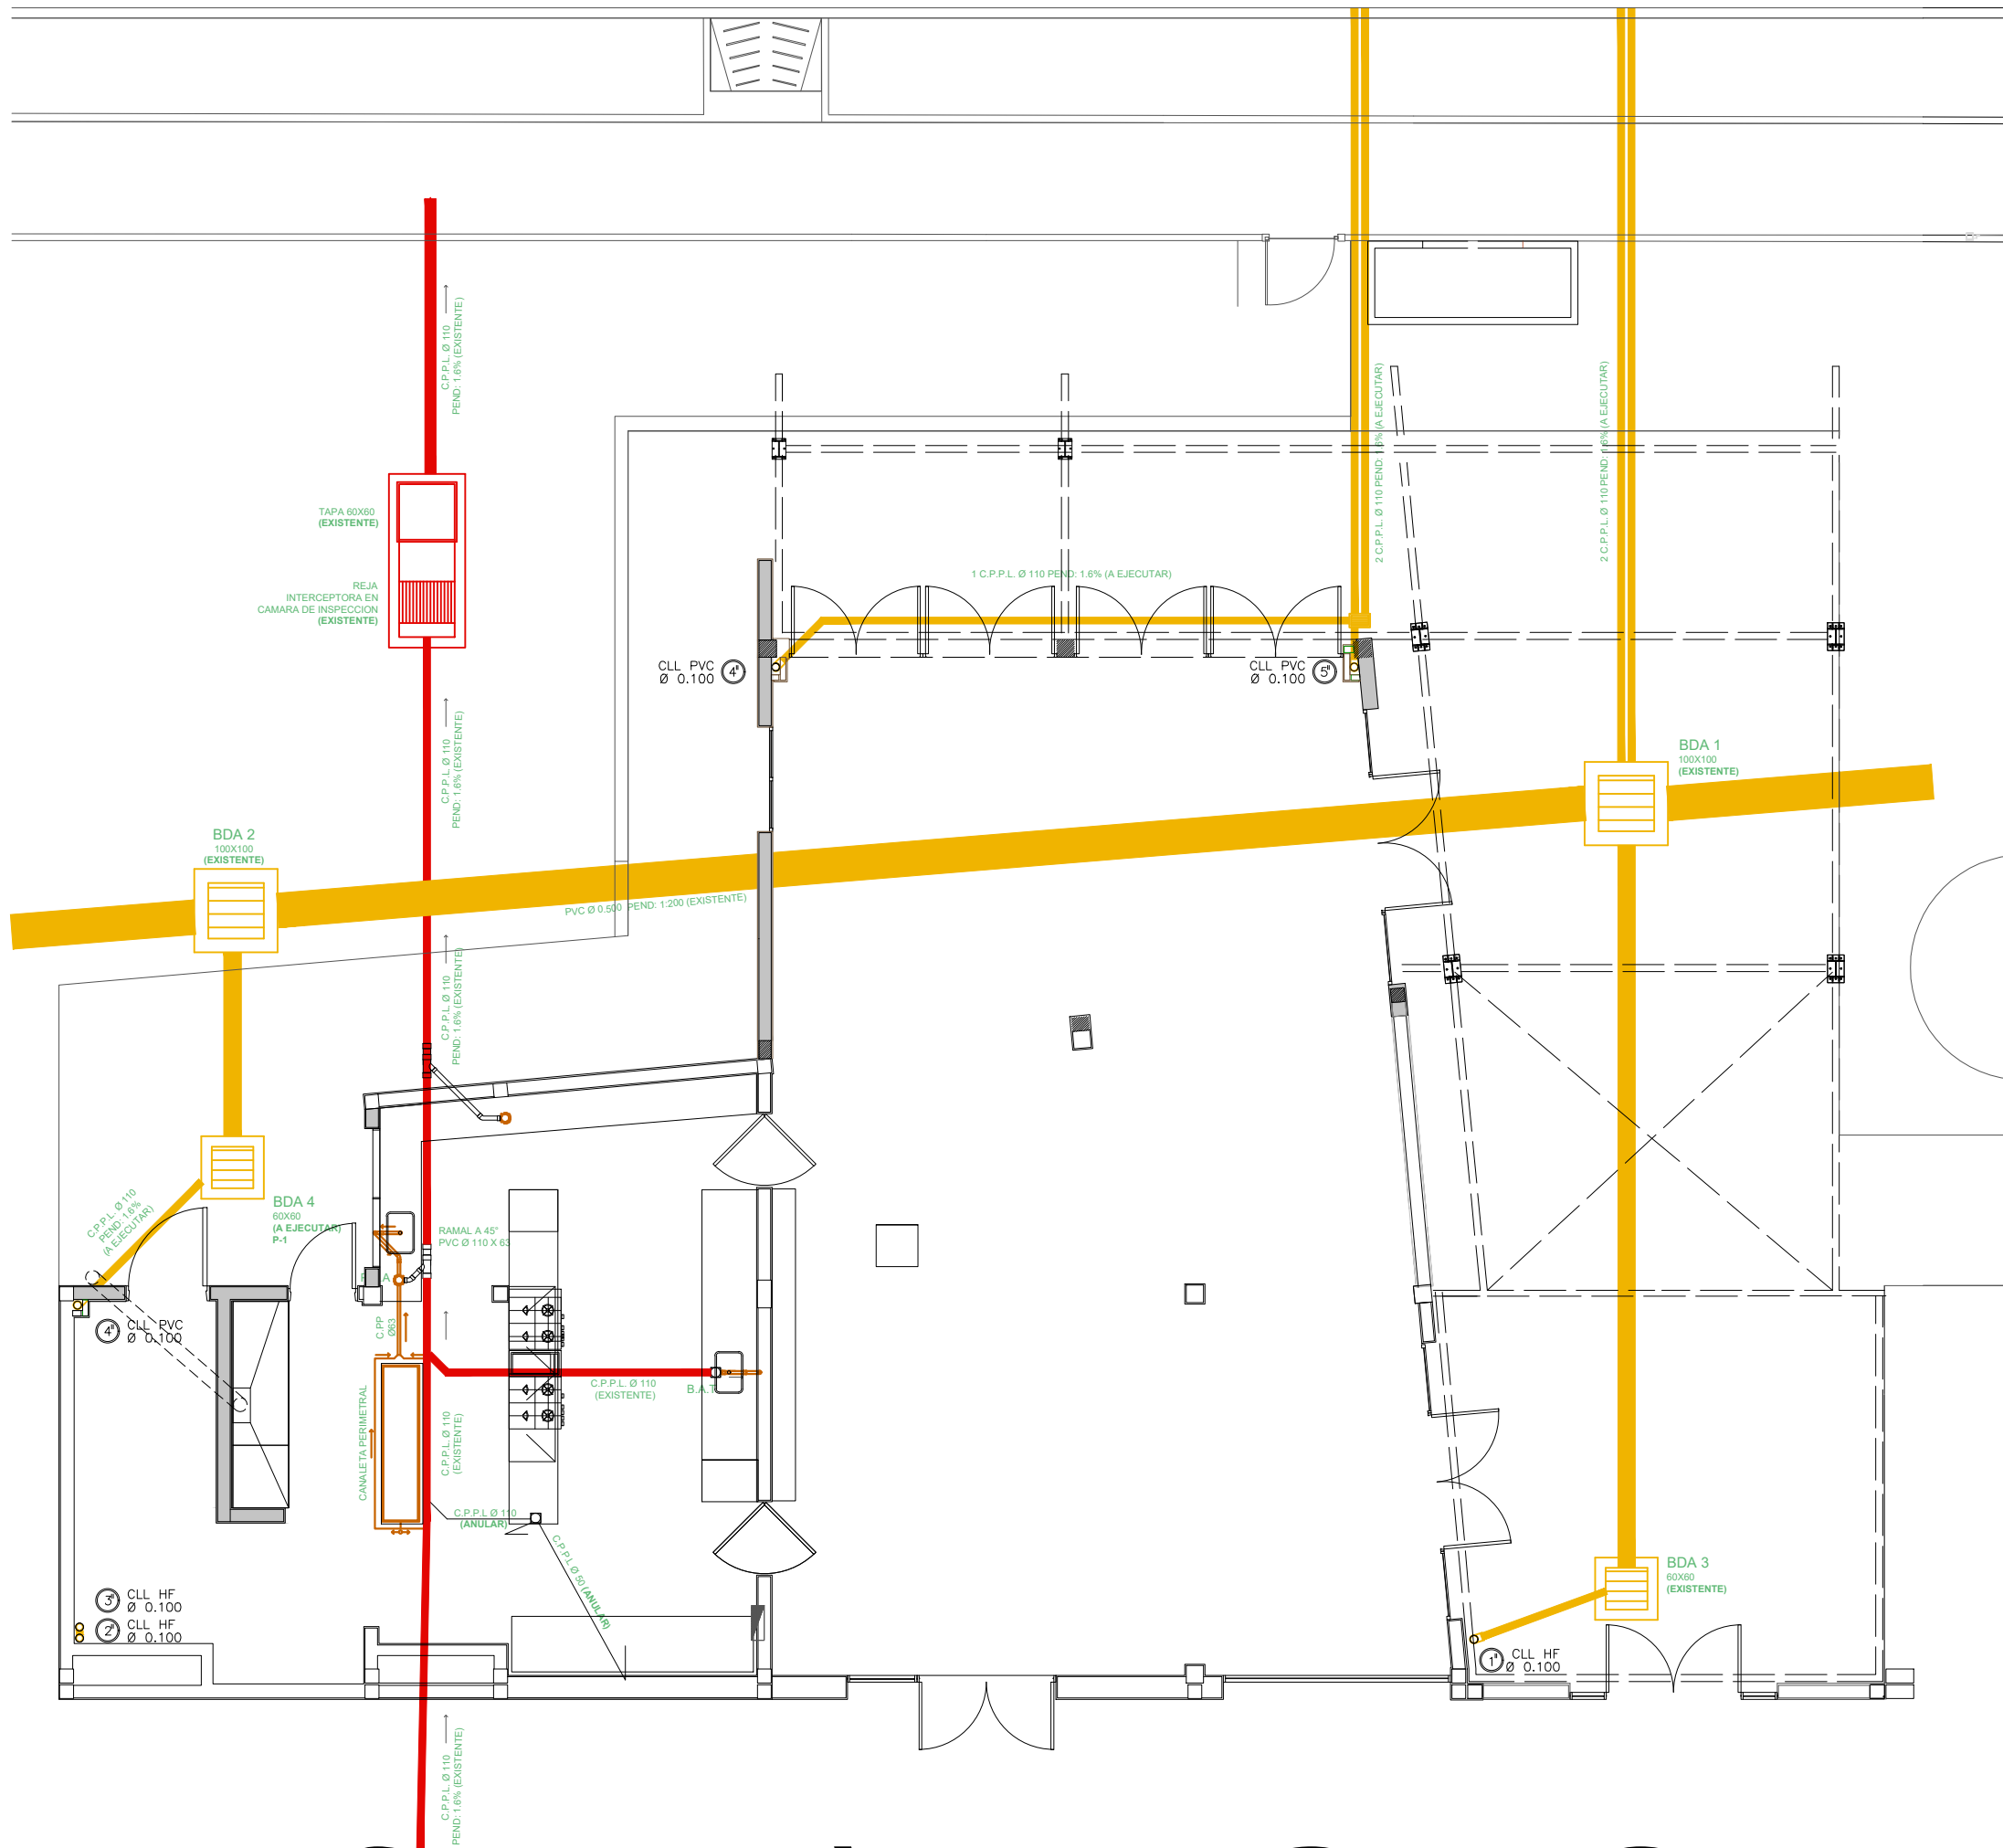 C.P.P.L. Ø 110
PEND: 1.6% (EXISTENTE)
TAPA 60X60
(EXISTENTE)
REJA
INTERCEPTORA EN
CAMARA DE INSPECCION
(EXISTENTE)
2 C.P.P.L. Ø 110 PEND: 1.6% (A EJECUTAR)
2 C.P.P.L. Ø 110 PEND: 1.6% (A EJECUTAR)
1 C.P.P.L. Ø 110 PEND: 1.6% (A EJECUTAR)
CLL PVC
Ø 0.100
4"
CLL PVC
Ø 0.100
5"
C.P.P.L. Ø 110
PEND: 1.6% (EXISTENTE)
BDA 1
100X100
(EXISTENTE)
BDA 2
100X100
(EXISTENTE)
PVC Ø 0.500 PEND: 1:200 (EXISTENTE)
C.P.P.L. Ø 110
PEND: 1.6% (EXISTENTE)
C.P.P.L. Ø 110
PEND: 1.6%
(A EJECUTAR)
BDA 4
60X60
(A EJECUTAR)
P-1
RAMAL A 45°
PVC Ø 110 X 63
4"
CLL PVC
Ø 0.100
C.PP
Ø63
C.P.P.L. Ø 110
(EXISTENTE)
B.A.T
CANALETA PERIMETRAL
C.P.P.L. Ø 110
(EXISTENTE)
C.P.P.L Ø 110
(ANULAR)
C.P.P.L Ø 50 (ANULAR)
3"
CLL HF
Ø 0.100
2"
CLL HF
Ø 0.100
BDA 3
60X60
(EXISTENTE)
1"
CLL HF
Ø 0.100
C.P.P.L. Ø 110
PEND: 1.6% (EXISTENTE)